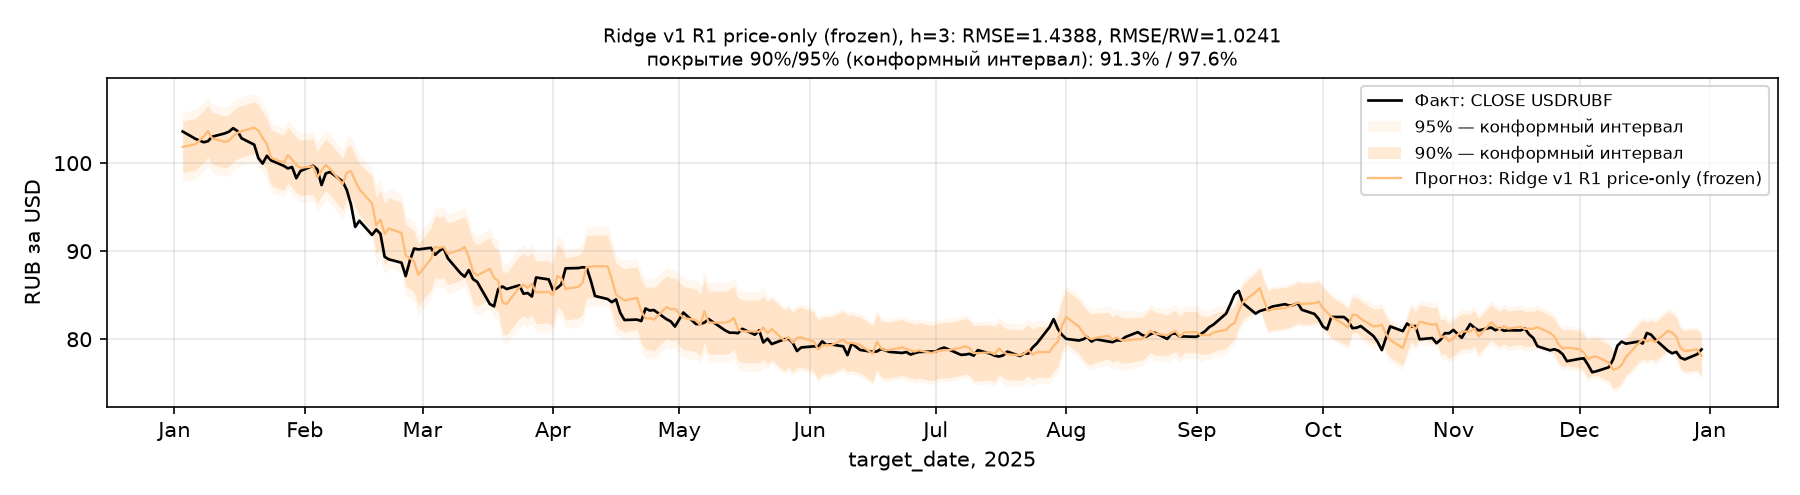 Ridge v1 R1 price-only (frozen), h=3: RMSE=1.4388, RMSE/RW=1.0241
покрытие 90%/95% (конформный интервал): 91.3% / 97.6%
Факт: CLOSE USDRUBF
95% — конформный интервал
90% — конформный интервал
Прогноз: Ridge v1 R1 price-only (frozen)
RUB за USD
100
90
80
Jan Feb Mar Apr May Jun Jul Aug Sep Oct Nov Dec Jan
target_date, 2025